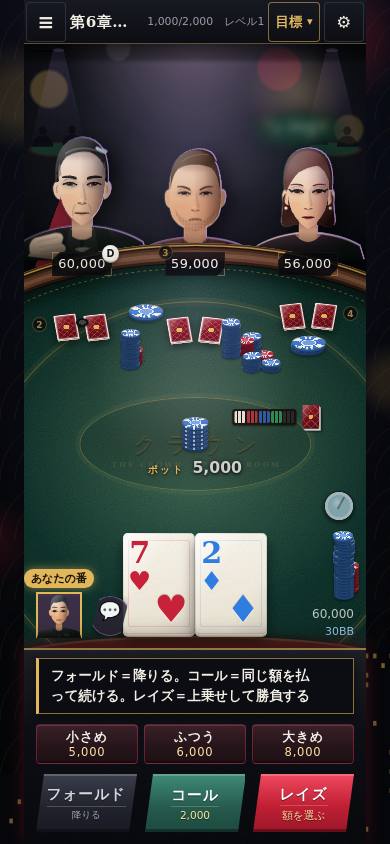 第6章…
1,000/2,000 レベル1
目標 ▾
60,000
D
3
59,000
56,000
2
4
クラウン
ポット 5,000
7
2
あなたの番
60,000
30BB
フォールド＝降りる。コール＝同じ額を払
って続ける。レイズ＝上乗せして勝負する
小さめ
5,000
ふつう
6,000
大きめ
8,000
フォールド
降りる
コール
2,000
レイズ
額を選ぶ